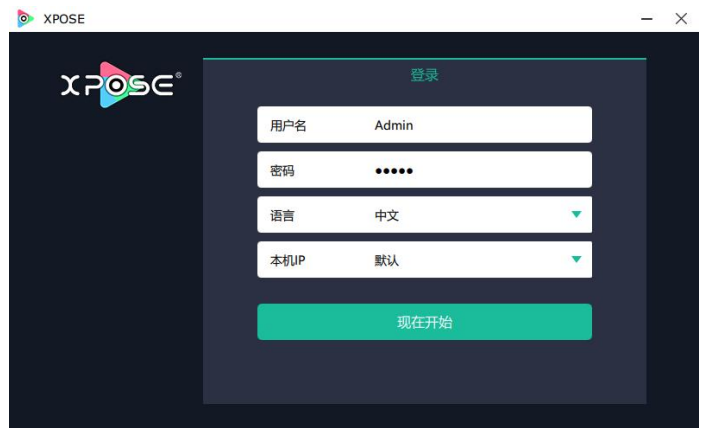 XPOSE
XPOSE®
登录
用户名 Admin
密码 •••••
语言 中文
本机IP 默认
现在开始